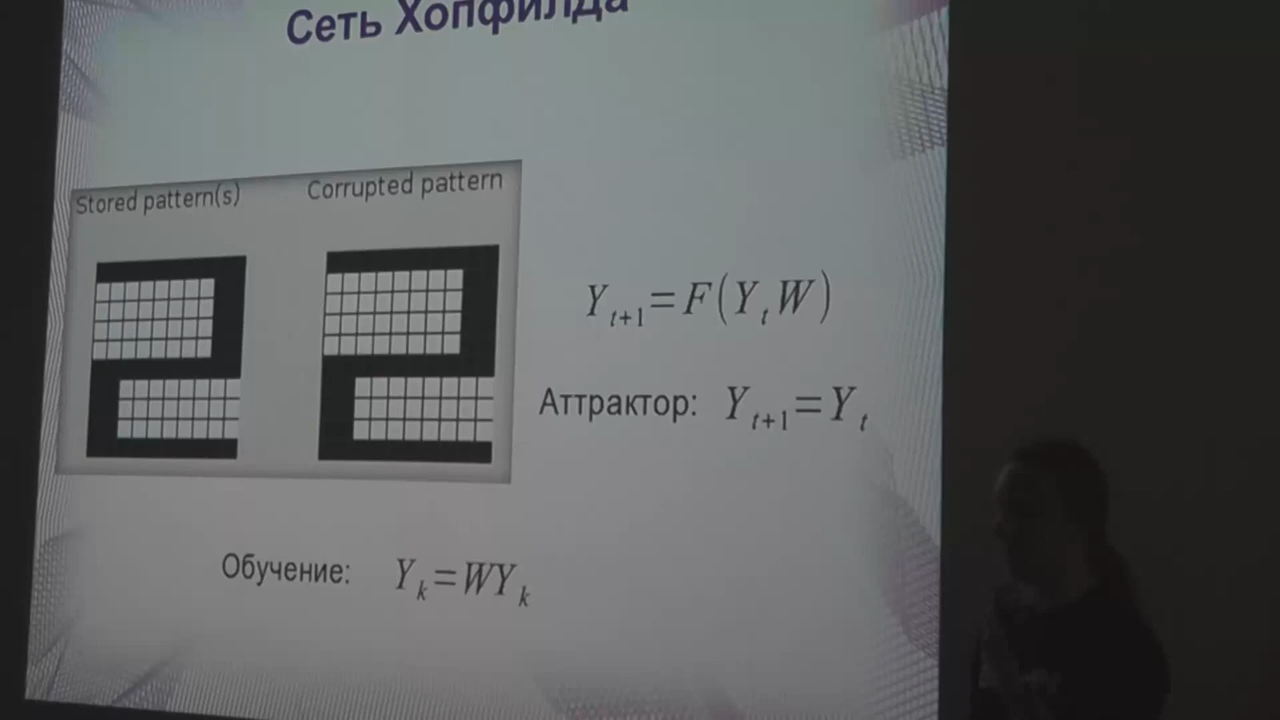 Сеть Хопфилда
Stored pattern(s)
Corrupted pattern
Y_{t+1}=F(Y_t W)
Аттрактор: Y_{t+1}=Y_t
Обучение: Y_k=WY_k